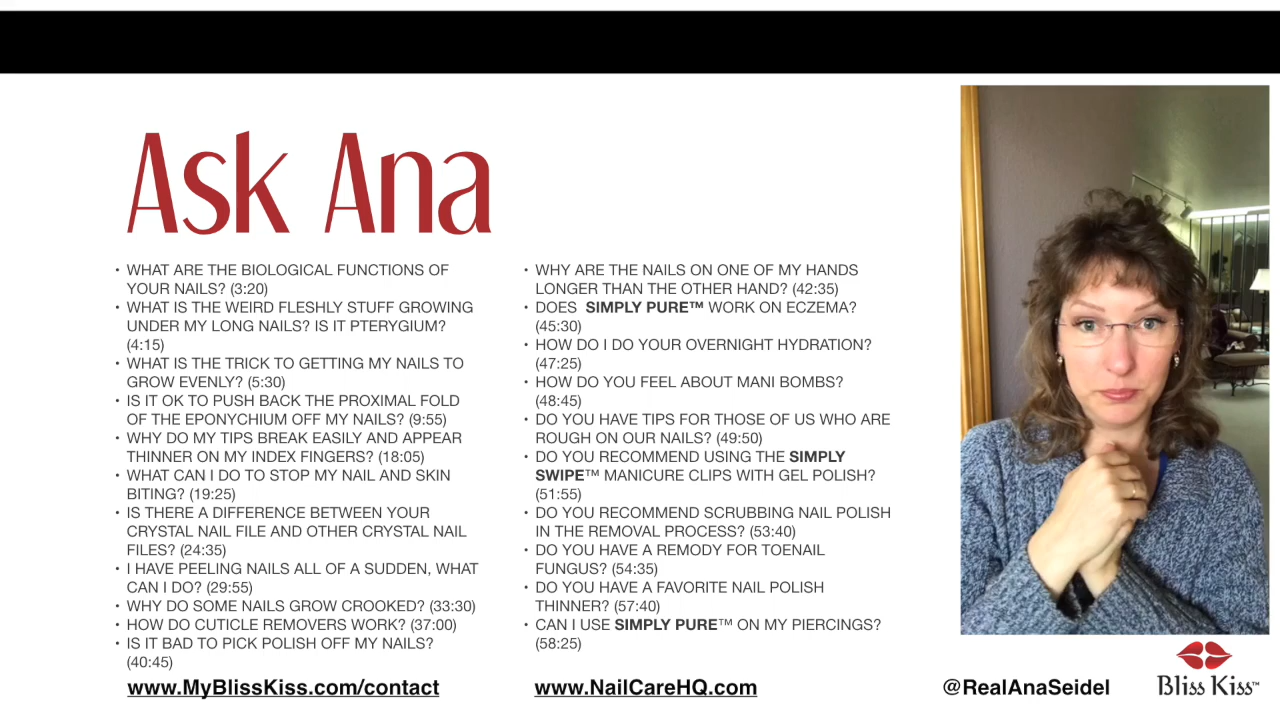 Ask Ana
• WHAT ARE THE BIOLOGICAL FUNCTIONS OF
YOUR NAILS? (3:20)
• WHAT IS THE WEIRD FLESHLY STUFF GROWING
UNDER MY LONG NAILS? IS IT PTERYGIUM?
(4:15)
• WHAT IS THE TRICK TO GETTING MY NAILS TO
GROW EVENLY? (5:30)
• IS IT OK TO PUSH BACK THE PROXIMAL FOLD
OF THE EPONYCHIUM OFF MY NAILS? (9:55)
• WHY DO MY TIPS BREAK EASILY AND APPEAR
THINNER ON MY INDEX FINGERS? (18:05)
• WHAT CAN I DO TO STOP MY NAIL AND SKIN
BITING? (19:25)
• IS THERE A DIFFERENCE BETWEEN YOUR
CRYSTAL NAIL FILE AND OTHER CRYSTAL NAIL
FILES? (24:35)
• I HAVE PEELING NAILS ALL OF A SUDDEN, WHAT
CAN I DO? (29:55)
• WHY DO SOME NAILS GROW CROOKED? (33:30)
• HOW DO CUTICLE REMOVERS WORK? (37:00)
• IS IT BAD TO PICK POLISH OFF MY NAILS?
(40:45)
• WHY ARE THE NAILS ON ONE OF MY HANDS
LONGER THAN THE OTHER HAND? (42:35)
• DOES SIMPLY PURE™ WORK ON ECZEMA?
(45:30)
• HOW DO I DO YOUR OVERNIGHT HYDRATION?
(47:25)
• HOW DO YOU FEEL ABOUT MANI BOMBS?
(48:45)
• DO YOU HAVE TIPS FOR THOSE OF US WHO ARE
ROUGH ON OUR NAILS? (49:50)
• DO YOU RECOMMEND USING THE SIMPLY
SWIPE™ MANICURE CLIPS WITH GEL POLISH?
(51:55)
• DO YOU RECOMMEND SCRUBBING NAIL POLISH
IN THE REMOVAL PROCESS? (53:40)
• DO YOU HAVE A REMODY FOR TOENAIL
FUNGUS? (54:35)
• DO YOU HAVE A FAVORITE NAIL POLISH
THINNER? (57:40)
• CAN I USE SIMPLY PURE™ ON MY PIERCINGS?
(58:25)
www.MyBlissKiss.com/contact
www.NailCareHQ.com
@RealAnaSeidel
Bliss Kiss™